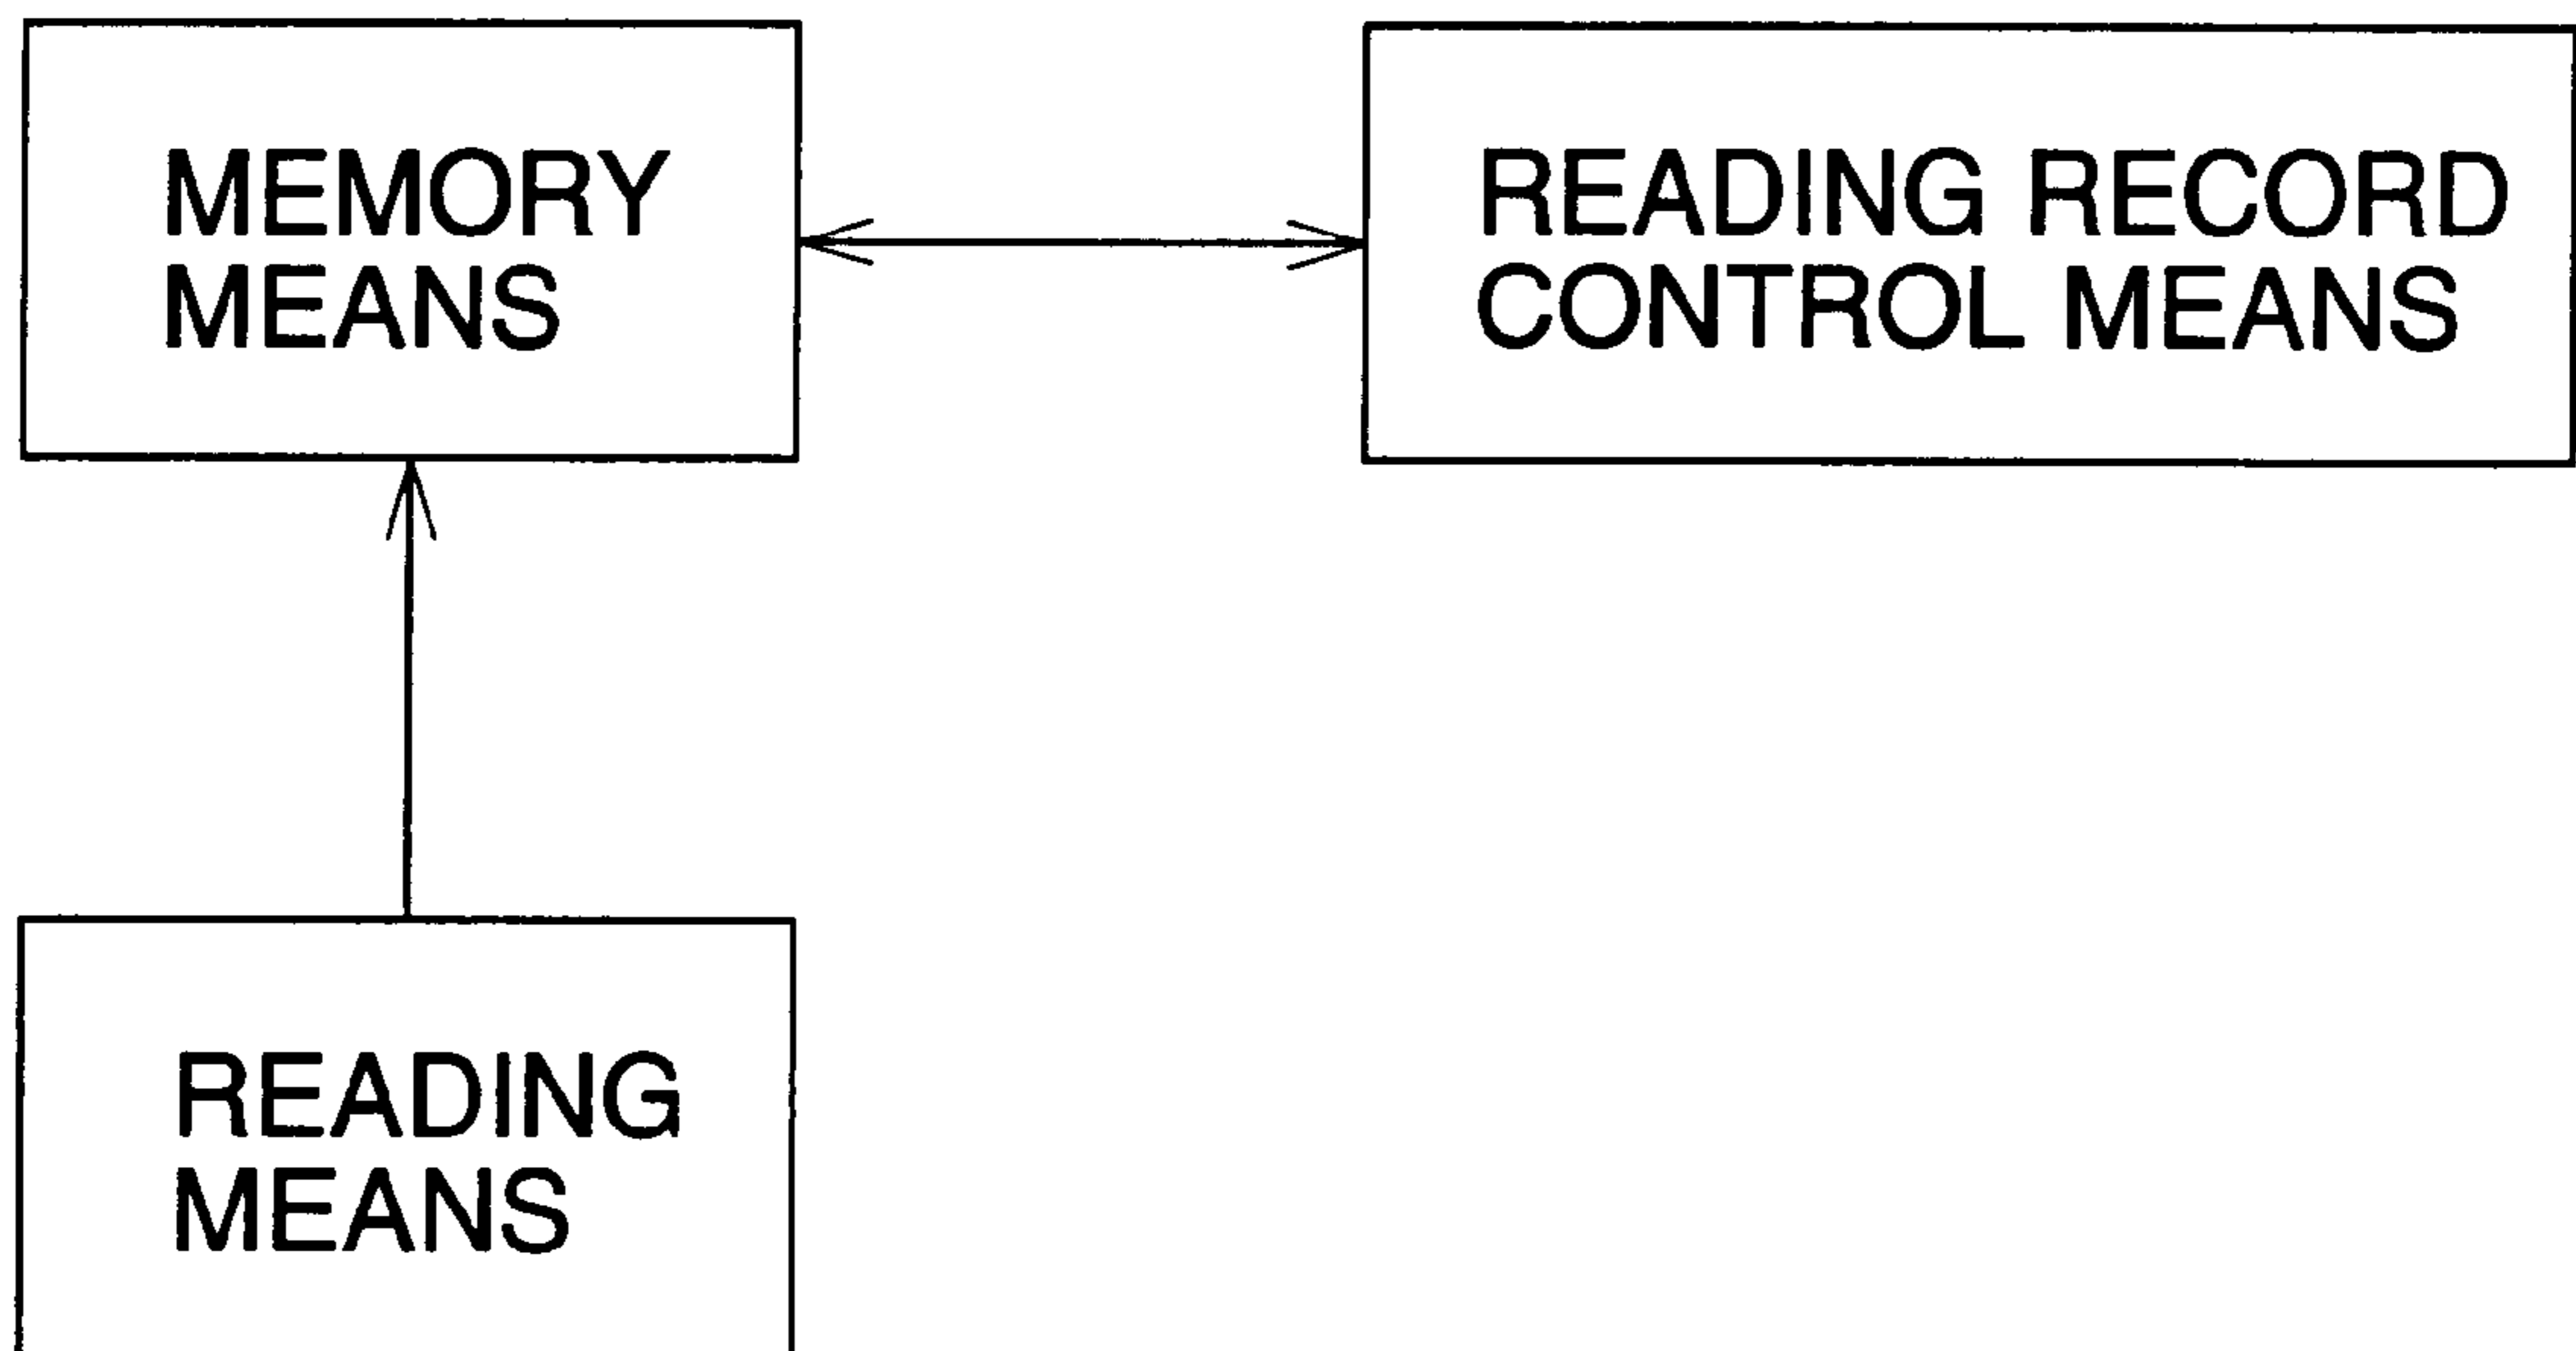 MEMORY
MEANS
READING RECORD
CONTROL MEANS
READING
MEANS